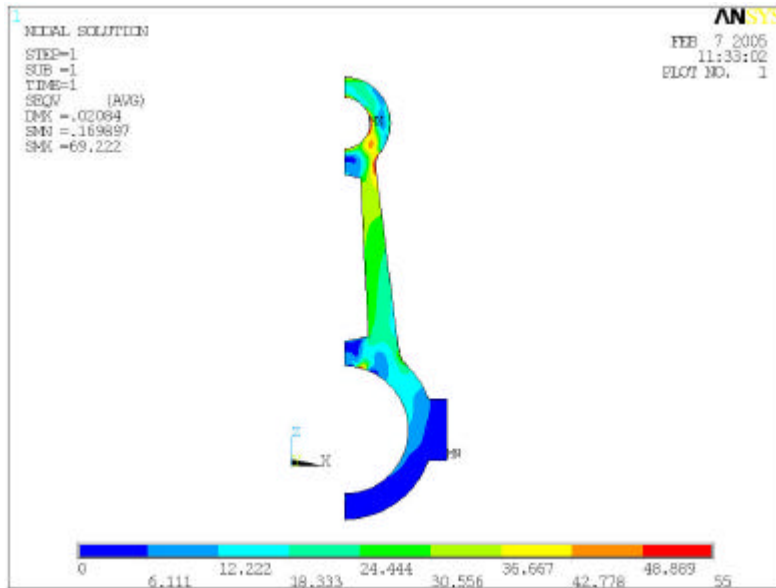 1
ANSYS
NODAL SOLUTION
STEP=1
SUB =1
TIME=1
SEQV (AVG)
DMX =.02084
SMN =.169897
SMX =69.222
FEB 7 2005
11:33:02
PLOT NO. 1
MX
Z
X
MN
0 12.222 24.444 36.667 48.889
6.111 18.333 30.556 42.778 55